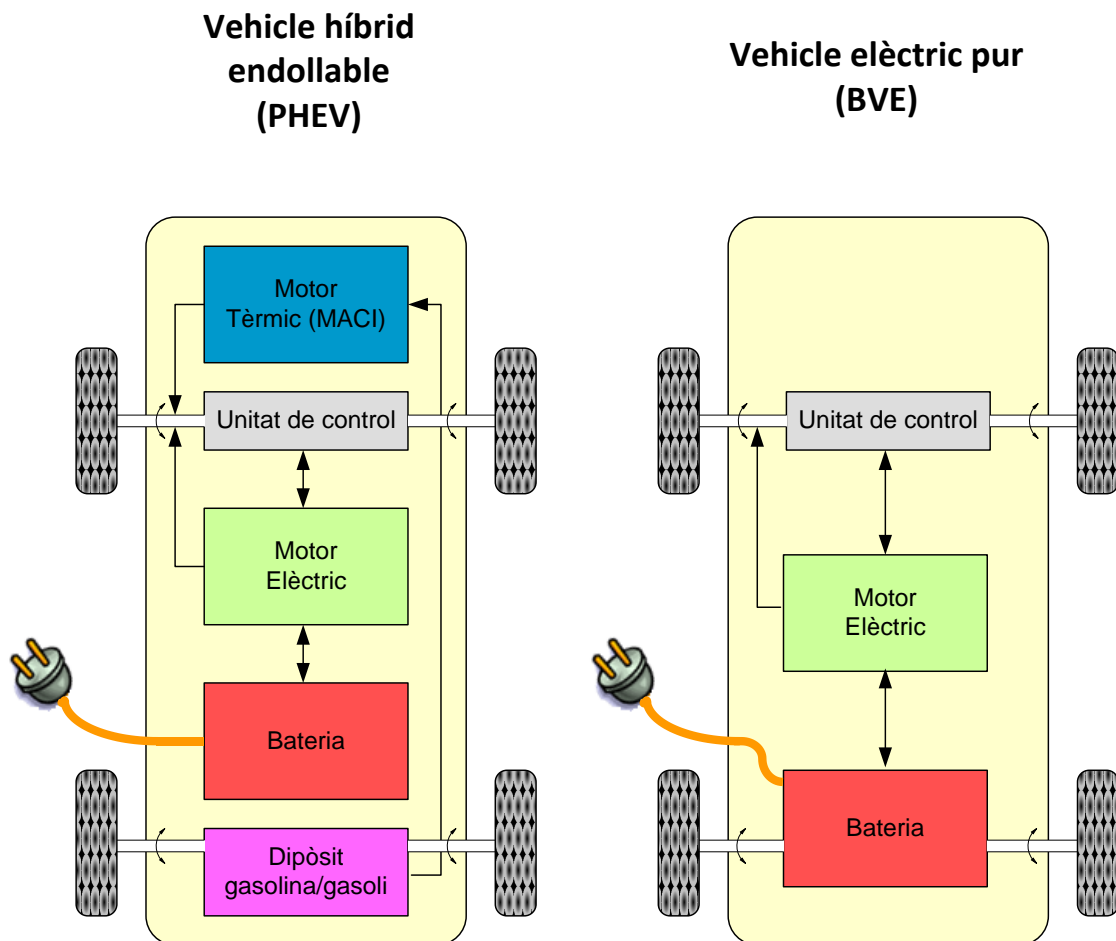 Vehicle híbrid
endollable
(PHEV)
Motor
Tèrmic (MACI)
Unitat de control
Motor
Elèctric
Bateria
Dipòsit
gasolina/gasoli
Vehicle elèctric pur
(BVE)
Unitat de control
Motor
Elèctric
Bateria